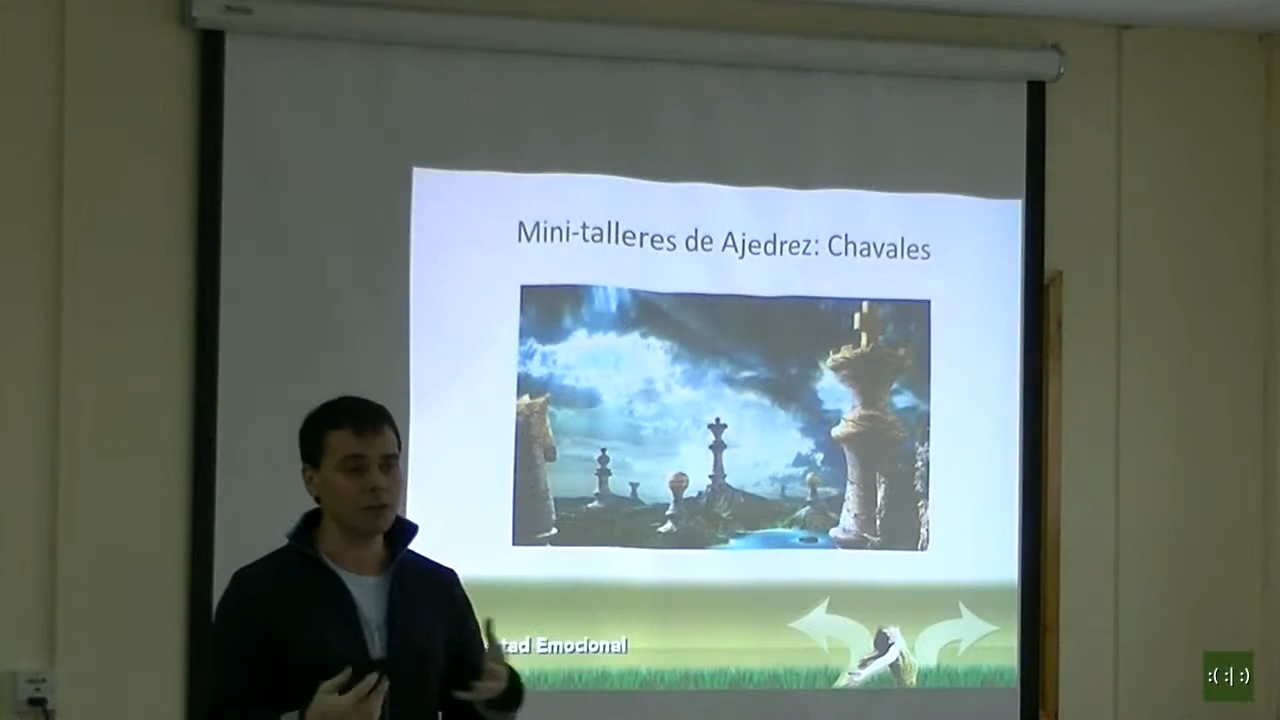 Mini-talleres de Ajedrez: Chavales
Emocional
:( :| :)